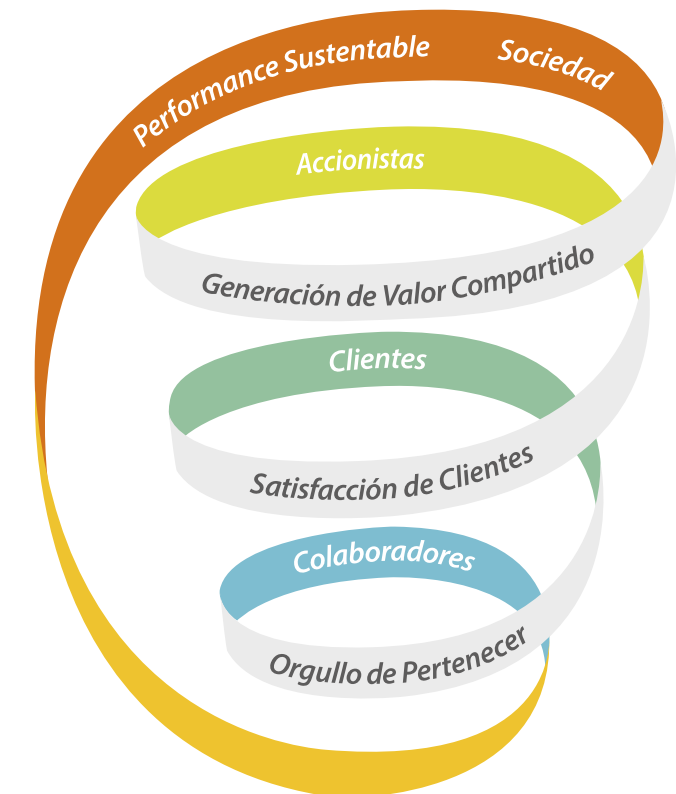 Performance Sustentable
Sociedad
Accionistas
Generación de Valor Compartido
Clientes
Satisfacción de Clientes
Colaboradores
Orgullo de Pertenecer